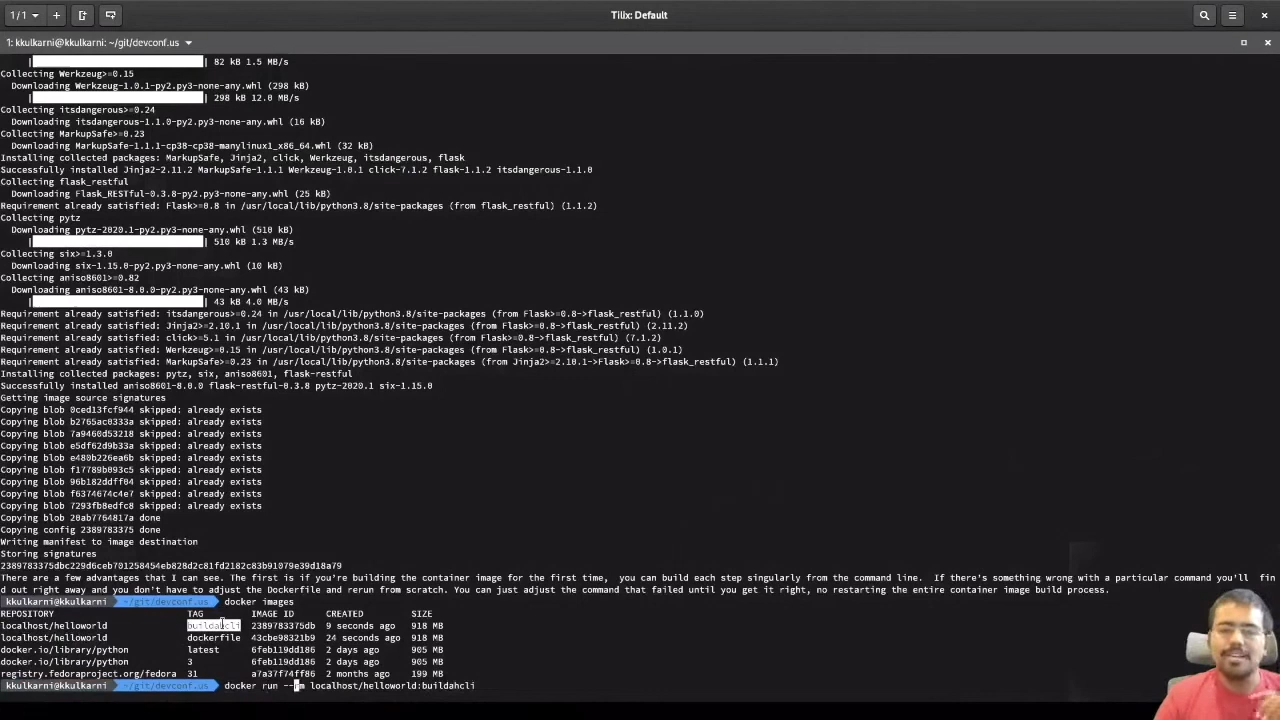 1/1
Tilix: Default
1: kkulkarni@kkulkarni: ~/git/devconf.us
| | 82 kB 1.5 MB/s
Collecting Werkzeug>=0.15
Downloading Werkzeug-1.0.1-py2.py3-none-any.whl (298 kB)
| | 298 kB 12.0 MB/s
Collecting itsdangerous>=0.24
Downloading itsdangerous-1.1.0-py2.py3-none-any.whl (16 kB)
Collecting MarkupSafe>=0.23
Downloading MarkupSafe-1.1.1-cp38-cp38-manylinux1_x86_64.whl (32 kB)
Installing collected packages: MarkupSafe, Jinja2, click, Werkzeug, itsdangerous, flask
Successfully installed Jinja2-2.11.2 MarkupSafe-1.1.1 Werkzeug-1.0.1 click-7.1.2 flask-1.1.2 itsdangerous-1.1.0
Collecting flask_restful
Downloading Flask_RESTful-0.3.8-py2.py3-none-any.whl (25 kB)
Requirement already satisfied: Flask>=0.8 in /usr/local/lib/python3.8/site-packages (from flask_restful) (1.1.2)
Collecting pytz
Downloading pytz-2020.1-py2.py3-none-any.whl (510 kB)
| | 510 kB 1.3 MB/s
Collecting six>=1.3.0
Downloading six-1.15.0-py2.py3-none-any.whl (10 kB)
Collecting aniso8601>=0.82
Downloading aniso8601-8.0.0-py2.py3-none-any.whl (43 kB)
| | 43 kB 4.0 MB/s
Requirement already satisfied: itsdangerous>=0.24 in /usr/local/lib/python3.8/site-packages (from Flask>=0.8->flask_restful) (1.1.0)
Requirement already satisfied: Jinja2>=2.10.1 in /usr/local/lib/python3.8/site-packages (from Flask>=0.8->flask_restful) (2.11.2)
Requirement already satisfied: click>=5.1 in /usr/local/lib/python3.8/site-packages (from Flask>=0.8->flask_restful) (7.1.2)
Requirement already satisfied: Werkzeug>=0.15 in /usr/local/lib/python3.8/site-packages (from Flask>=0.8->flask_restful) (1.0.1)
Requirement already satisfied: MarkupSafe>=0.23 in /usr/local/lib/python3.8/site-packages (from Jinja2>=2.10.1->Flask>=0.8->flask_restful) (1.1.1)
Installing collected packages: pytz, six, aniso8601, flask-restful
Successfully installed aniso8601-8.0.0 flask-restful-0.3.8 pytz-2020.1 six-1.15.0
Getting image source signatures
Copying blob 0ced13fcf944 skipped: already exists
Copying blob b2765ac0333a skipped: already exists
Copying blob 7a9460d53218 skipped: already exists
Copying blob e5df62d9b33a skipped: already exists
Copying blob e480b226ea6b skipped: already exists
Copying blob f17789b093c5 skipped: already exists
Copying blob 96b182ddff04 skipped: already exists
Copying blob f6374674c4e7 skipped: already exists
Copying blob 7293fb8edfc8 skipped: already exists
Copying blob 20ab7764817a done
Copying config 2389783375 done
Writing manifest to image destination
Storing signatures
2389783375dbc229d6ceb701258454eb828d2c81fd2182c83b91079e39d18a79
There are a few advantages that I can see. The first is if you're building the container image for the first time, you can build each step singularly from the command line. If there's something wrong with a particular command you'll fin
d out right away and you don't have to adjust the Dockerfile and rerun from scratch. You can just adjust the command that failed until you get it right, no restarting the entire container image build process.
kkulkarni@kkulkarni ~/git/devconf.us docker images
REPOSITORY TAG IMAGE ID CREATED SIZE
localhost/helloworld buildahcli 2389783375db 9 seconds ago 918 MB
localhost/helloworld dockerfile 43cbe98321b9 24 seconds ago 918 MB
docker.io/library/python latest 6feb119dd186 2 days ago 905 MB
docker.io/library/python 3 6feb119dd186 2 days ago 905 MB
registry.fedoraproject.org/fedora 31 a7a37f74ff86 2 months ago 199 MB
kkulkarni@kkulkarni ~/git/devconf.us docker run --rm localhost/helloworld:buildahcli